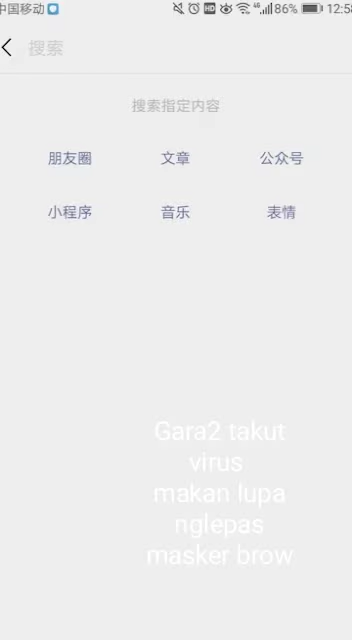 中国移动 HD 4G 86% 12:58
搜索
搜索指定内容
朋友圈 文章 公众号
小程序 音乐 表情
Gara2 takut
virus
makan lupa
nglepas
masker brow